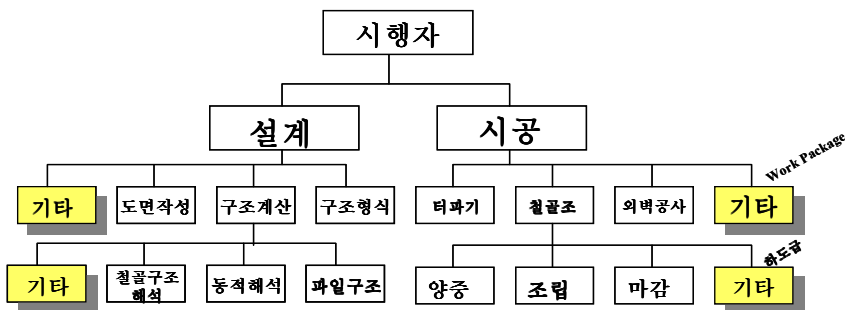 시행자
설계
시공
Work Package
기타
도면작성
구조계산
구조형식
터파기
철골조
외벽공사
기타
하도급
기타
철골구조
해석
동적해석
파일구조
양중
조립
마감
기타